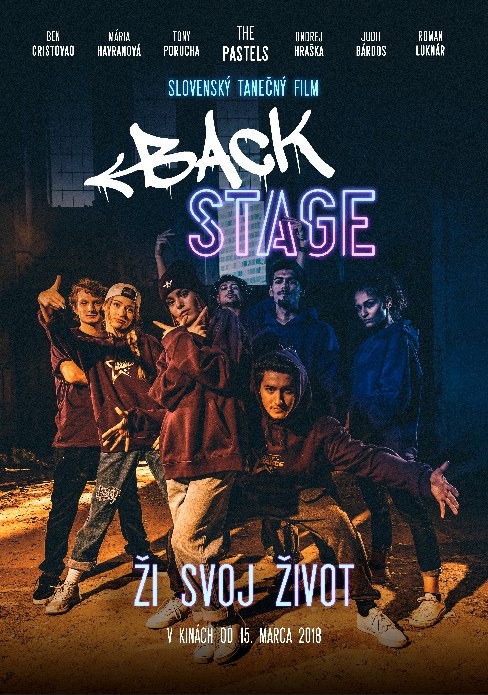 BEN CRISTOVAO
MÁRIA HAVRANOVÁ
TONY PORUCHA
THE PASTELS
ONDREJ HRAŠKA
JUDIT BÁRDOS
ROMAN LUKNÁR
SLOVENSKÝ TANEČNÝ FILM
BACK
STAGE
ŽI SVOJ ŽIVOT
V KINÁCH OD 15. MARCA 2018